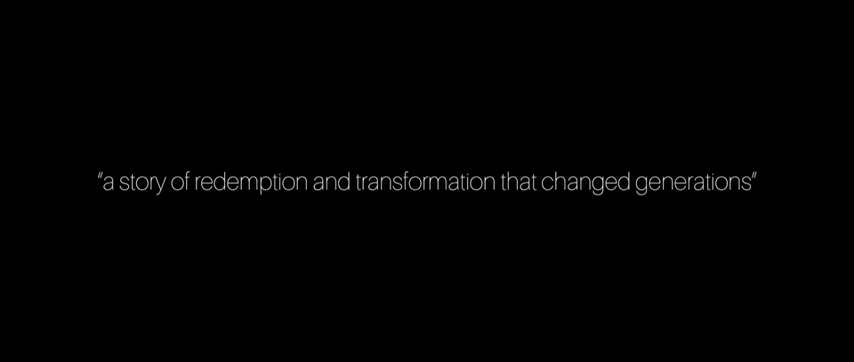 “a story of redemption and transformation that changed generations”